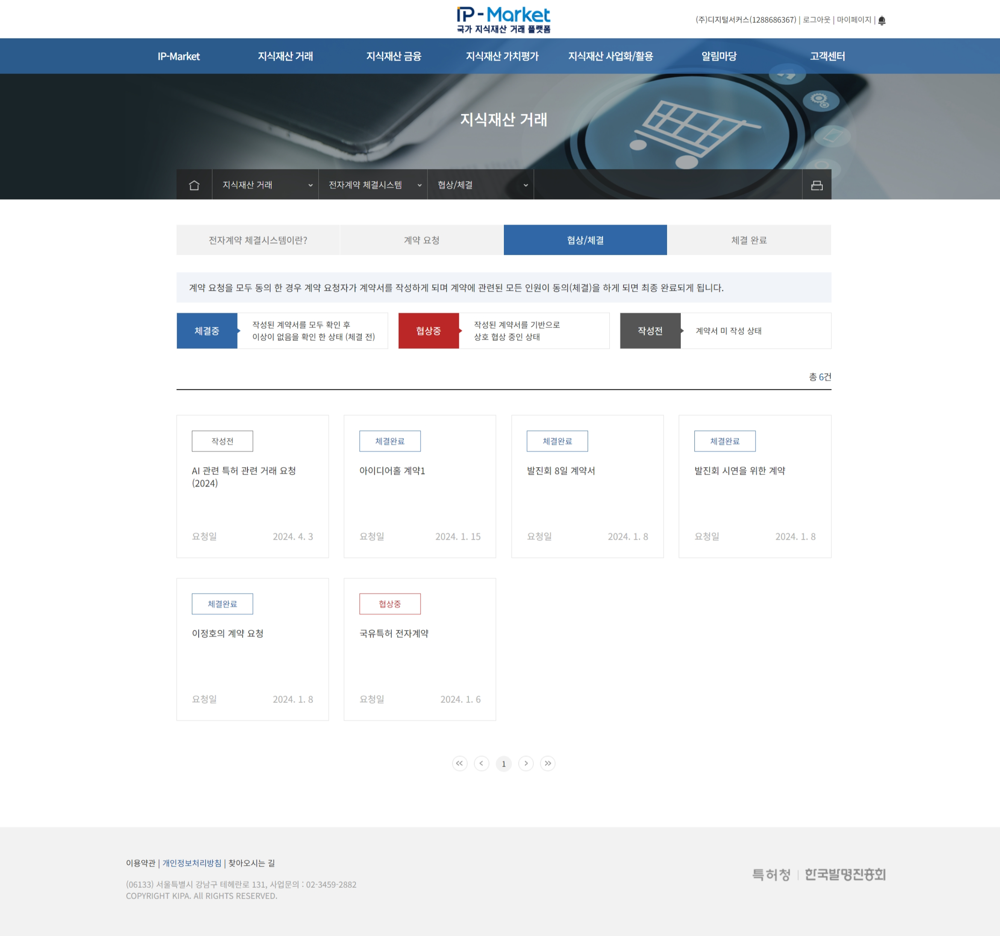 IP-Market
국가 지식재산 거래 플랫폼
(주)디지털서커스(1288686367) | 로그아웃 | 마이페이지 |
IP-Market 지식재산 거래 지식재산 금융 지식재산 가치평가 지식재산 사업화/활용 알림마당 고객센터
지식재산 거래
지식재산 거래 전자계약 체결시스템 협상/체결
전자계약 체결시스템이란? 계약 요청 협상/체결 체결 완료
계약 요청을 모두 동의 한 경우 계약 요청자가 계약서를 작성하게 되며 계약에 관련된 모든 인원이 동의(체결)을 하게 되면 최종 완료되게 됩니다.
체결중
작성된 계약서를 모두 확인 후
이상이 없음을 확인 한 상태 (체결 전)
협상중
작성된 계약서를 기반으로
상호 협상 중인 상태
작성전
계약서 미 작성 상태
총 6건
작성전
AI 관련 특허 관련 거래 요청
(2024)
요청일 2024. 4. 3
체결완료
아이디어홀 계약1
요청일 2024. 1. 15
체결완료
발진회 8일 계약서
요청일 2024. 1. 8
체결완료
발진회 시연을 위한 계약
요청일 2024. 1. 8
체결완료
이정호의 계약 요청
요청일 2024. 1. 8
협상중
국유특허 전자계약
요청일 2024. 1. 6
1
이용약관 | 개인정보처리방침 | 찾아오시는 길
(06133) 서울특별시 강남구 테헤란로 131, 사업문의 : 02-3459-2882
COPYRIGHT KIPA. All RIGHTS RESERVED.
특허청 | 한국발명진흥회